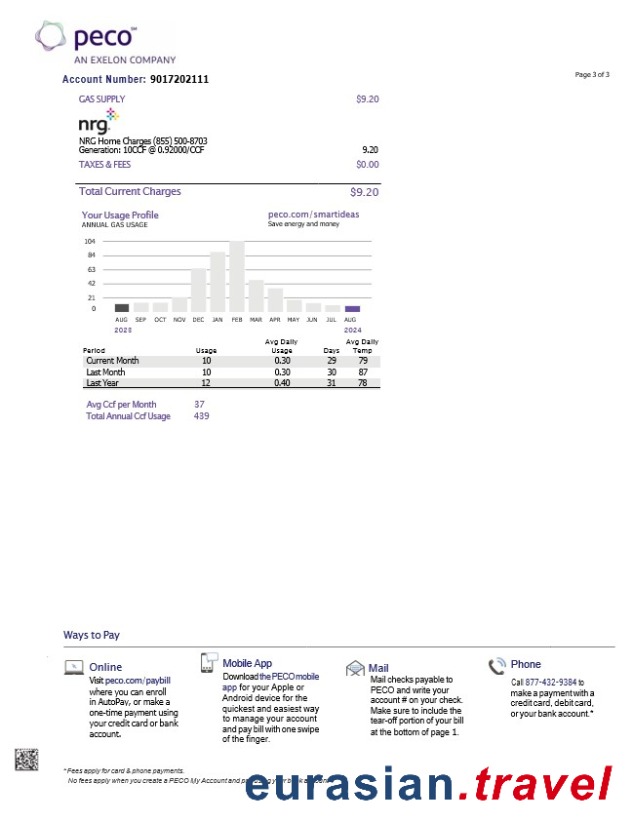 peco℠
AN EXELON COMPANY
Account Number: 9017202111
Page 3 of 3
GAS SUPPLY $9.20
nrg.
NRG Home Charges (855) 500-8703
Generation: 10CCF @ 0.92000/CCF 9.20
TAXES & FEES $0.00
Total Current Charges $9.20
Your Usage Profile peco.com/smartideas
ANNUAL GAS USAGE Save energy and money
104
84
63
42
21
0
AUG SEP OCT NOV DEC JAN FEB MAR APR MAY JUN JUL AUG
2023 2024
Period Usage Avg Daily Usage Days Avg Daily Temp
Current Month 10 0.30 29 79
Last Month 10 0.30 30 87
Last Year 12 0.40 31 78
Avg Ccf per Month 37
Total Annual Ccf Usage 439
Ways to Pay
Online
Visit peco.com/paybill
where you can enroll
in AutoPay, or make a
one-time payment using
your credit card or bank
account.
Mobile App
Download the PECO mobile
app for your Apple or
Android device for the
quickest and easiest way
to manage your account
and pay bill with one swipe
of the finger.
Mail
Mail checks payable to
PECO and write your
account # on your check.
Make sure to include the
tear-off portion of your bill
at the bottom of page 1.
Phone
Call 877-432-9384 to
make a payment with a
credit card, debit card,
or your bank account.*
* Fees apply for card & phone payments.
No fees apply when you create a PECO My Account and
eurasian.travel